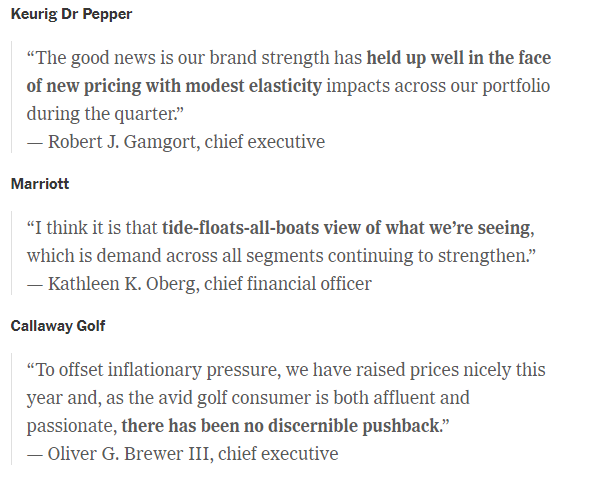 Keurig Dr Pepper
“The good news is our brand strength has held up well in the face
of new pricing with modest elasticity impacts across our portfolio
during the quarter.”
— Robert J. Gamgort, chief executive
Marriott
“I think it is that tide-floats-all-boats view of what we’re seeing,
which is demand across all segments continuing to strengthen.”
— Kathleen K. Oberg, chief financial officer
Callaway Golf
“To offset inflationary pressure, we have raised prices nicely this
year and, as the avid golf consumer is both affluent and
passionate, there has been no discernible pushback.”
— Oliver G. Brewer III, chief executive